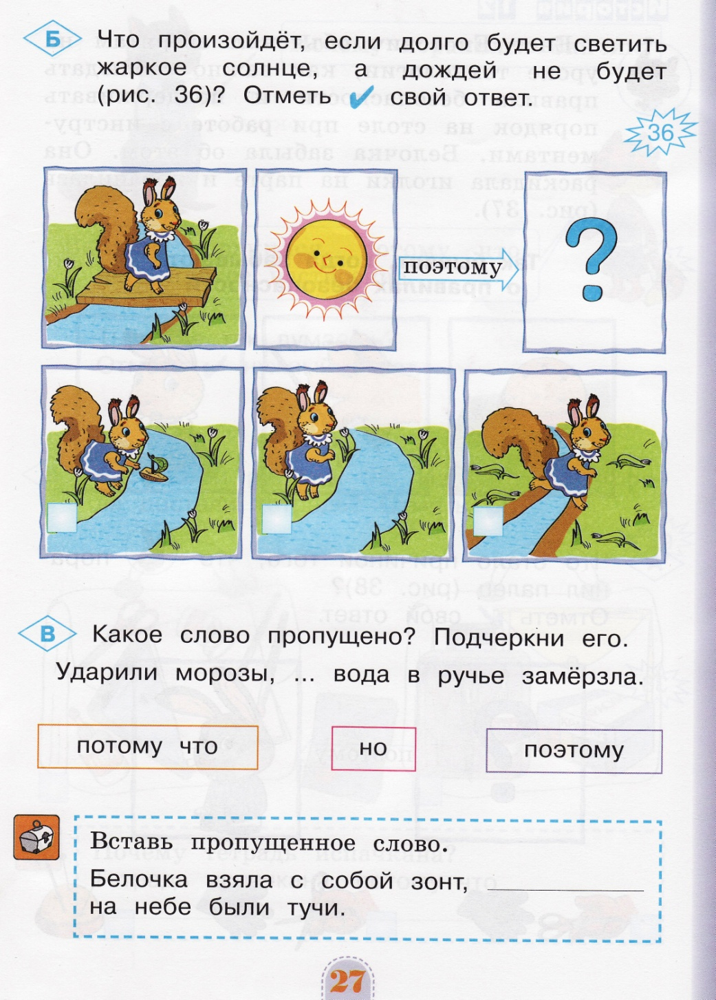 Б Что произойдёт, если долго будет светить
жаркое солнце, а дождей не будет
(рис. 36)? Отметь ✓ свой ответ.
36
поэтому
?
В Какое слово пропущено? Подчеркни его.
Ударили морозы, ... вода в ручье замёрзла.
потому что но поэтому
Вставь пропущенное слово.
Белочка взяла с собой зонт, ____________
на небе были тучи.
27